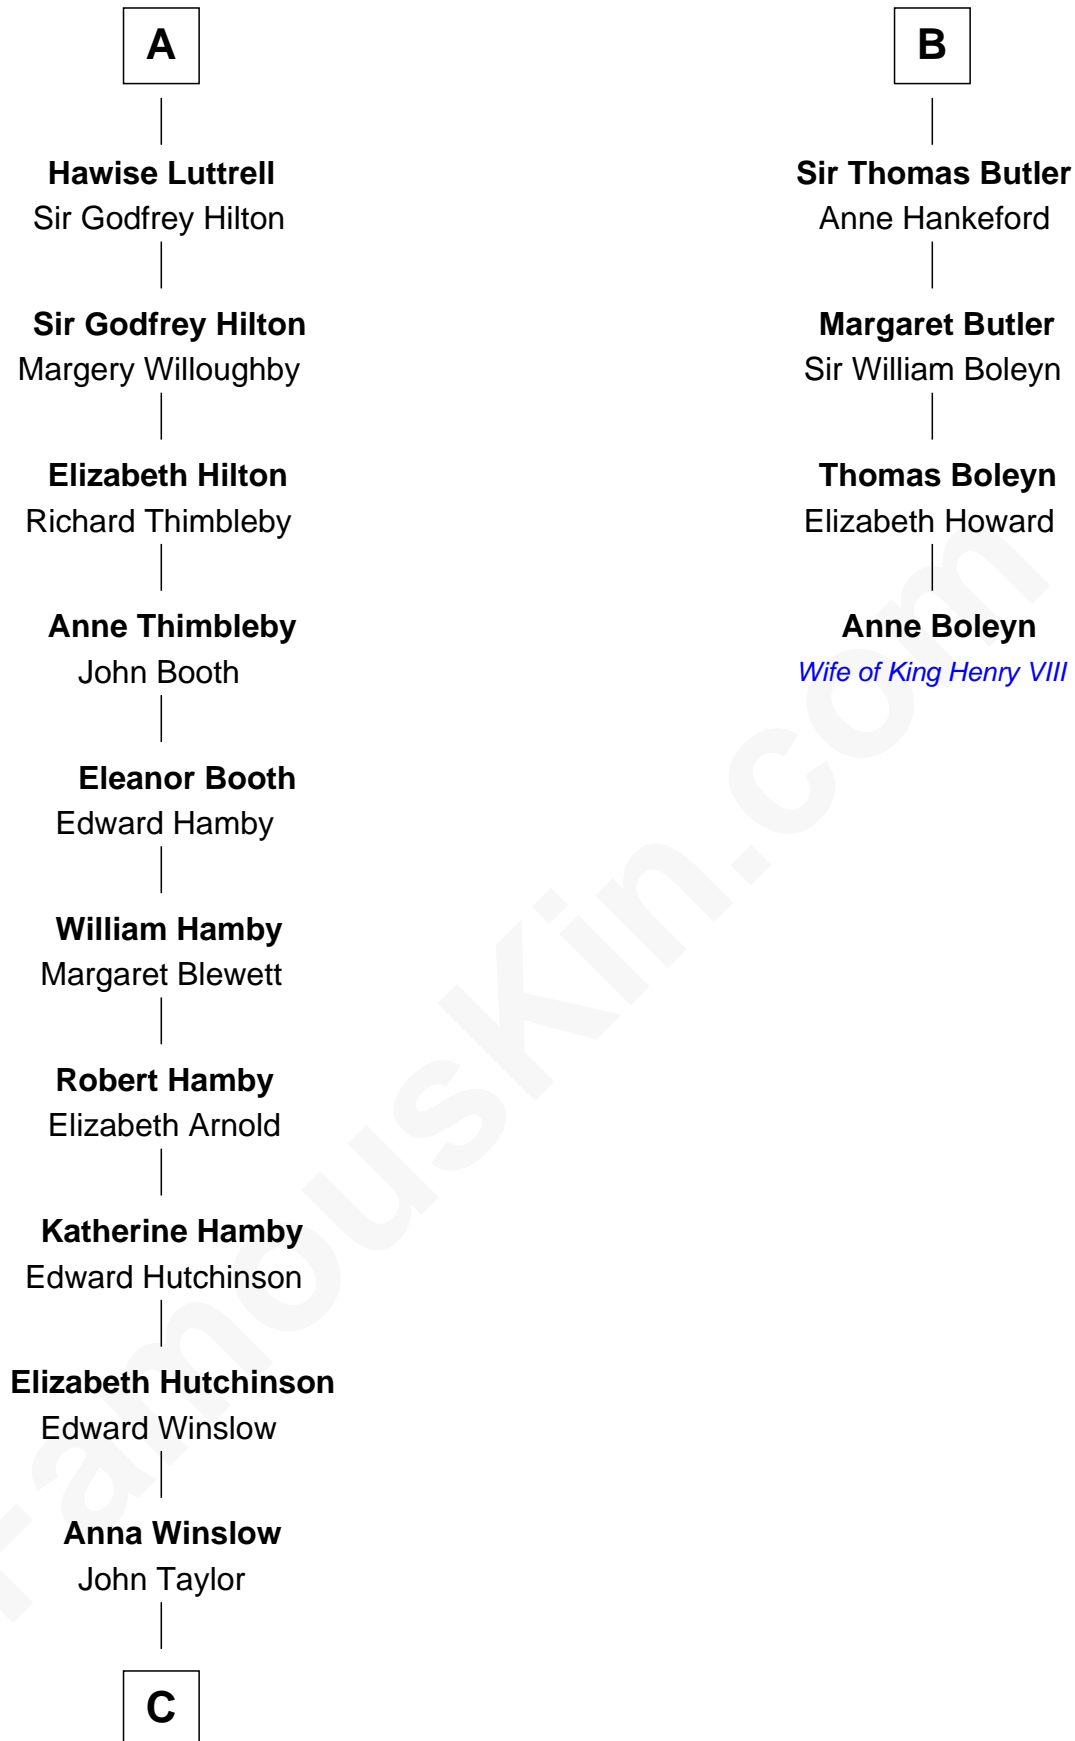 A
Hawise Luttrell
Sir Godfrey Hilton
Sir Godfrey Hilton
Margery Willoughby
Elizabeth Hilton
Richard Thimbleby
Anne Thimbleby
John Booth
Eleanor Booth
Edward Hamby
William Hamby
Margaret Blewett
Robert Hamby
Elizabeth Arnold
Katherine Hamby
Edward Hutchinson
Elizabeth Hutchinson
Edward Winslow
Anna Winslow
John Taylor
C
B
Sir Thomas Butler
Anne Hankeford
Margaret Butler
Sir William Boleyn
Thomas Boleyn
Elizabeth Howard
Anne Boleyn
Wife of King Henry VIII
FamousKin.com